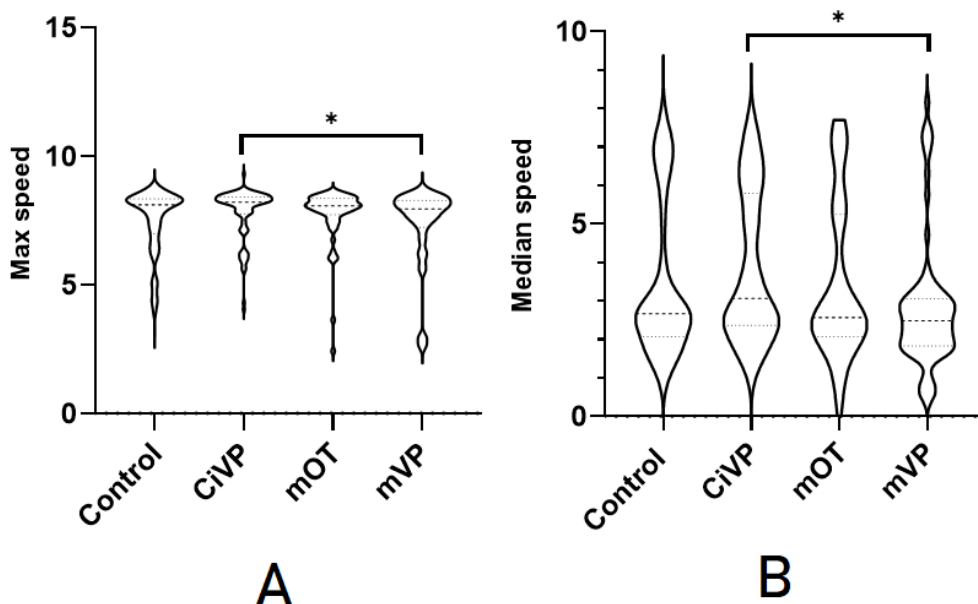 Max speed
15
10
5
0
*
Control
CiVP
mOT
mVP
A
Median speed
10
5
0
*
Control
CiVP
mOT
mVP
B